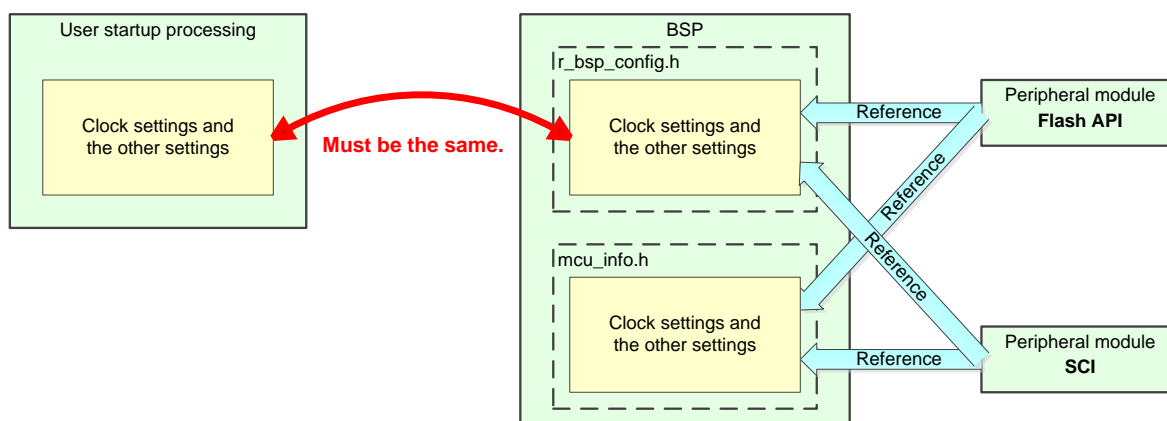 User startup processing
Clock settings and
the other settings
Must be the same.
BSP
r_bsp_config.h
Clock settings and
the other settings
mcu_info.h
Clock settings and
the other settings
Reference
Reference
Reference
Reference
Peripheral module
Flash API
Peripheral module
SCI